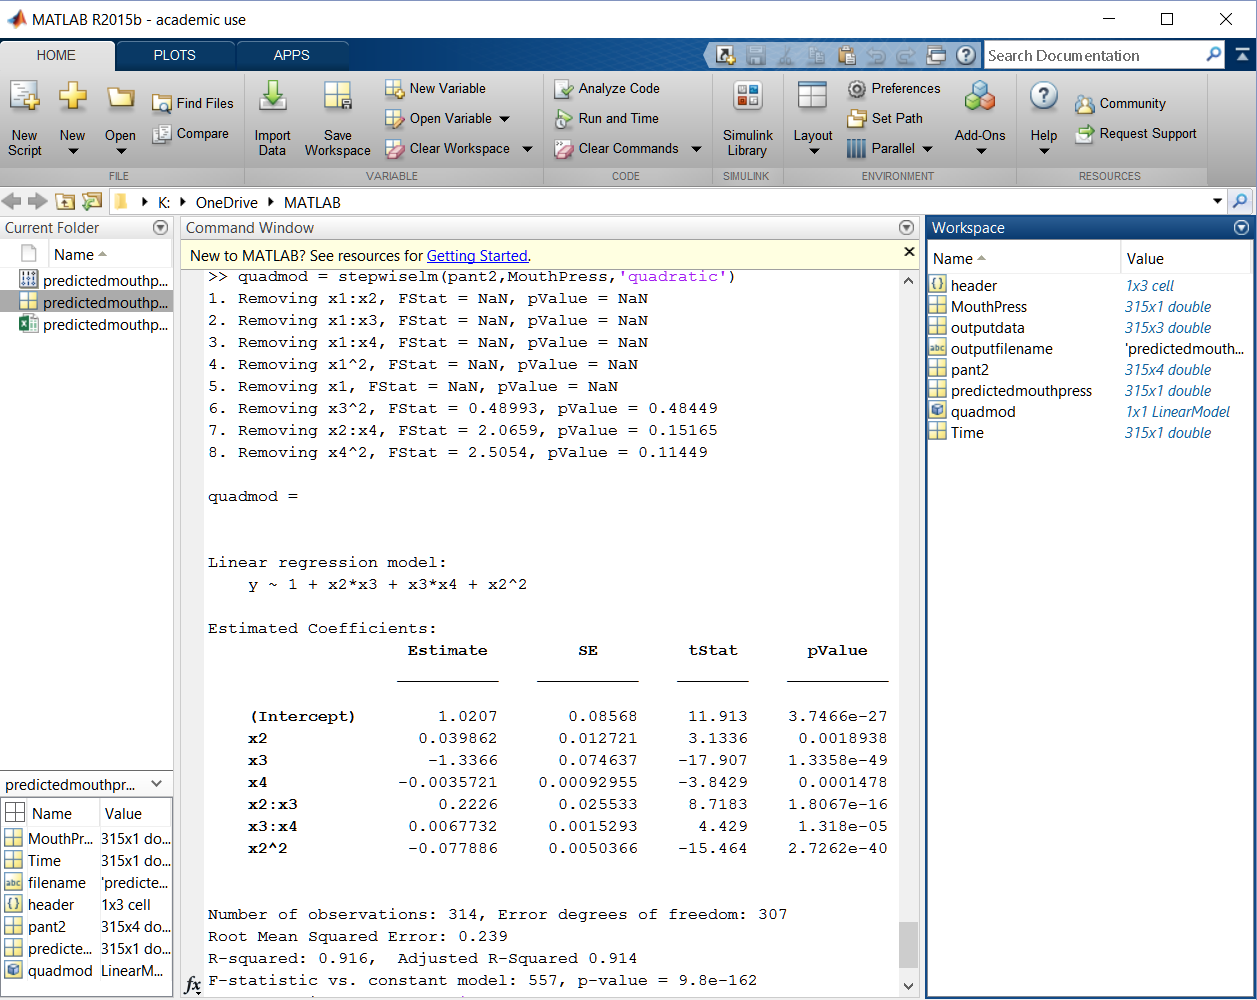 MATLAB R2015b - academic use
HOME PLOTS APPS
Search Documentation
New Script
New
Open
Find Files
Compare
FILE
Import Data
Save Workspace
New Variable
Open Variable
Clear Workspace
VARIABLE
Analyze Code
Run and Time
Clear Commands
CODE
Simulink Library
SIMULINK
Layout
Preferences
Set Path
Parallel
Add-Ons
ENVIRONMENT
Help
Community
Request Support
RESOURCES
K: OneDrive MATLAB
Current Folder
Name
predictedmouthp...
predictedmouthp...
predictedmouthp...
predictedmouthpr...
Name Value
MouthPr... 315x1 do...
Time 315x1 do...
abc filename 'predicte...
{} header 1x3 cell
pant2 315x4 do...
predicte... 315x1 do...
quadmod LinearM...
Command Window
New to MATLAB? See resources for Getting Started.
>> quadmod = stepwiselm(pant2,MouthPress,'quadratic')
1. Removing x1:x2, FStat = NaN, pValue = NaN
2. Removing x1:x3, FStat = NaN, pValue = NaN
3. Removing x1:x4, FStat = NaN, pValue = NaN
4. Removing x1^2, FStat = NaN, pValue = NaN
5. Removing x1, FStat = NaN, pValue = NaN
6. Removing x3^2, FStat = 0.48993, pValue = 0.48449
7. Removing x2:x4, FStat = 2.0659, pValue = 0.15165
8. Removing x4^2, FStat = 2.5054, pValue = 0.11449
quadmod =
Linear regression model:
y ~ 1 + x2*x3 + x3*x4 + x2^2
Estimated Coefficients:
Estimate SE tStat pValue
(Intercept) 1.0207 0.08568 11.913 3.7466e-27
x2 0.039862 0.012721 3.1336 0.0018938
x3 -1.3366 0.074637 -17.907 1.3358e-49
x4 -0.0035721 0.00092955 -3.8429 0.0001478
x2:x3 0.2226 0.025533 8.7183 1.8067e-16
x3:x4 0.0067732 0.0015293 4.429 1.318e-05
x2^2 -0.077886 0.0050366 -15.464 2.7262e-40
Number of observations: 314, Error degrees of freedom: 307
Root Mean Squared Error: 0.239
R-squared: 0.916, Adjusted R-Squared 0.914
fx F-statistic vs. constant model: 557, p-value = 9.8e-162
Workspace
Name Value
{} header 1x3 cell
MouthPress 315x1 double
outputdata 315x3 double
abc outputfilename 'predictedmouth...
pant2 315x4 double
predictedmouthpress 315x1 double
quadmod 1x1 LinearModel
Time 315x1 double